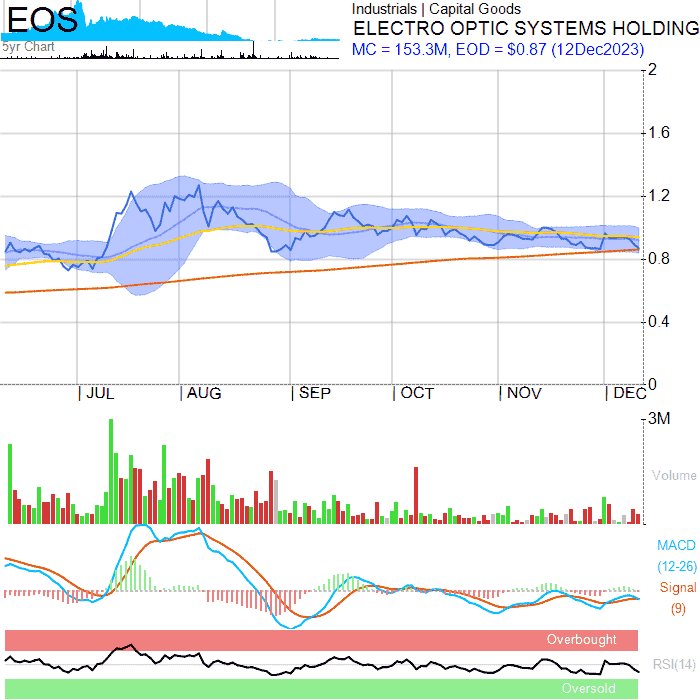 EOS
5yr Chart
Industrials | Capital Goods
ELECTRO OPTIC SYSTEMS HOLDING
MC = 153.3M, EOD = $0.87 (12Dec2023)
2
1.6
1.2
0.8
0.4
0
| JUL | AUG | SEP | OCT | NOV | DEC
3M
Volume
MACD
(12-26)
Signal
(9)
Overbought
RSI(14)
Oversold